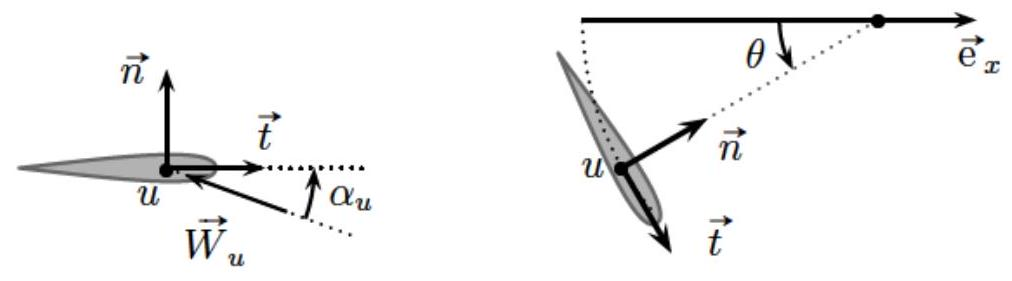 n⃗
t⃗
u
α_u
W⃗_u
θ
e⃗_x
u
n⃗
t⃗